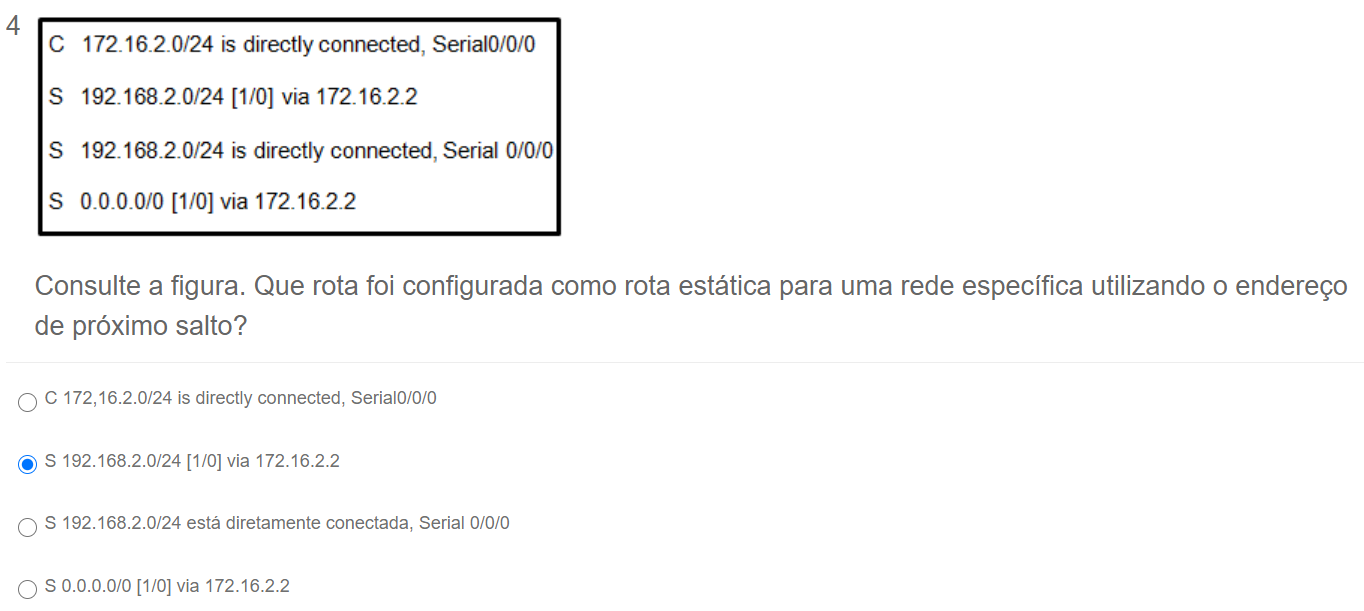 4
C 172.16.2.0/24 is directly connected, Serial0/0/0
S 192.168.2.0/24 [1/0] via 172.16.2.2
S 192.168.2.0/24 is directly connected, Serial 0/0/0
S 0.0.0.0/0 [1/0] via 172.16.2.2
Consulte a figura. Que rota foi configurada como rota estática para uma rede específica utilizando o endereço
de próximo salto?
C 172,16.2.0/24 is directly connected, Serial0/0/0
S 192.168.2.0/24 [1/0] via 172.16.2.2
S 192.168.2.0/24 está diretamente conectada, Serial 0/0/0
S 0.0.0.0/0 [1/0] via 172.16.2.2